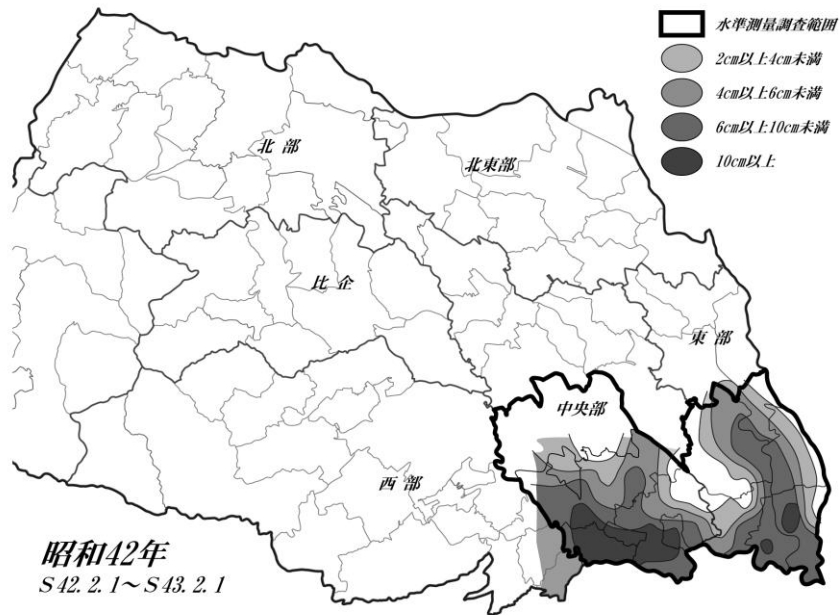 水準測量調査範囲
2cm以上4cm未満
4cm以上6cm未満
6cm以上10cm未満
10cm以上
北部
北東部
比企
東部
中央部
西部
昭和42年
S42.2.1～S43.2.1